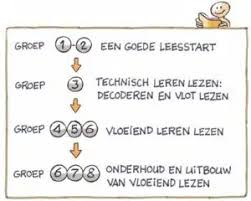 GROEP 1-2 EEN GOEDE LEESSTART
GROEP 3 TECHNISCH LEREN LEZEN:
DECODEREN EN VLOT LEZEN
GROEP 4 5 6 VLOEIEND LEREN LEZEN
GROEP 6 7 8 ONDERHOUD EN UITBOUW
VAN VLOEIEND LEZEN